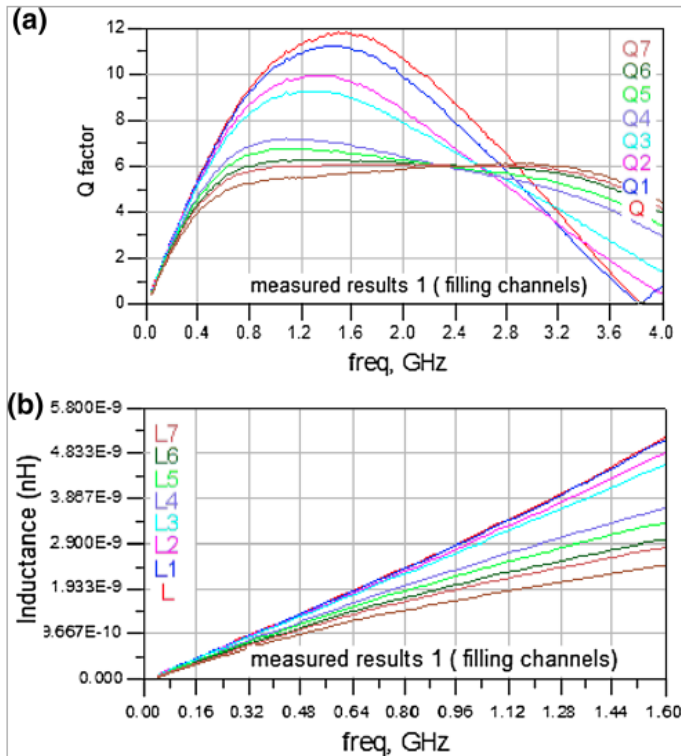 (a)
12
10
8
6
4
2
0
Q factor
Q7
Q6
Q5
Q4
Q3
Q2
Q1
Q
measured results 1 ( filling channels)
0.0 0.4 0.8 1.2 1.6 2.0 2.4 2.8 3.2 3.6 4.0
freq, GHz
(b)
5.800E-9
4.833E-9
3.867E-9
2.900E-9
1.933E-9
9.667E-10
0.000
Inductance (nH)
L7
L6
L5
L4
L3
L2
L1
L
measured results 1 ( filling channels)
0.00 0.16 0.32 0.48 0.64 0.80 0.96 1.12 1.28 1.44 1.60
freq, GHz